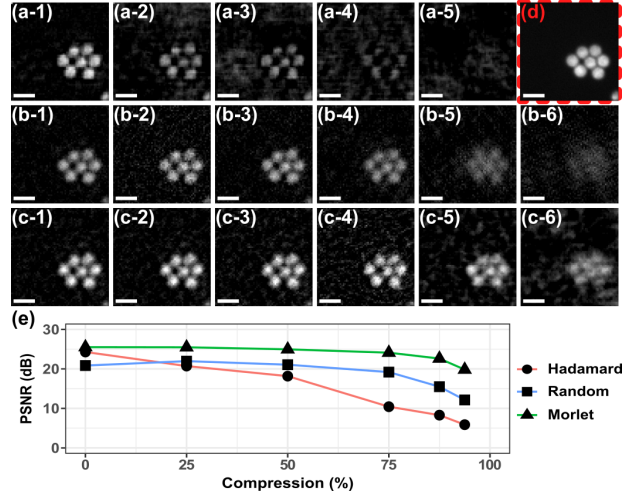 (a-1) (a-2) (a-3) (a-4) (a-5) (d)
(b-1) (b-2) (b-3) (b-4) (b-5) (b-6)
(c-1) (c-2) (c-3) (c-4) (c-5) (c-6)
(e)
30
20
10
0
PSNR (dB)
0 25 50 75 100
Compression (%)
Hadamard
Random
Morlet